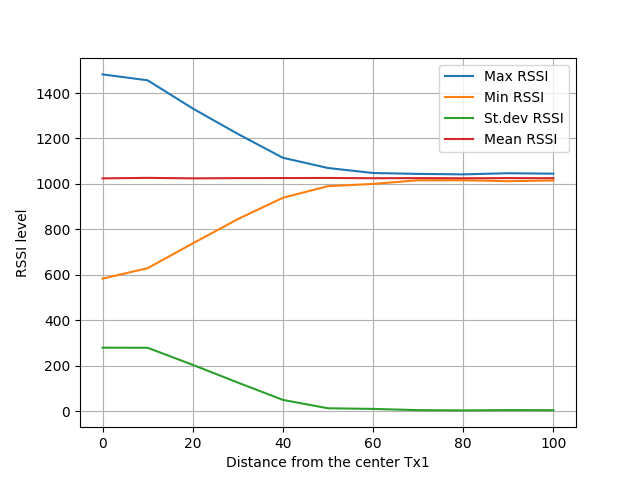 Max RSSI
Min RSSI
St.dev RSSI
Mean RSSI
1400
1200
1000
800
600
400
200
0
RSSI level
0 20 40 60 80 100
Distance from the center Tx1